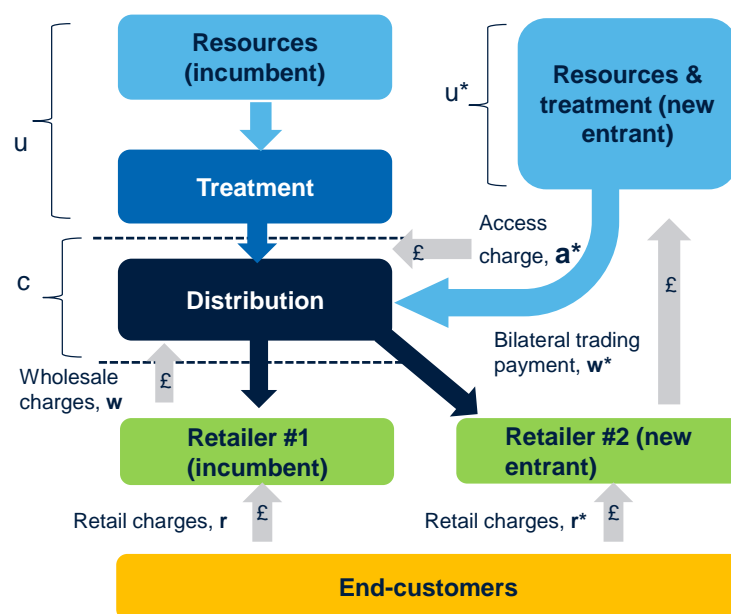 Resources
(incumbent)
Resources &
treatment (new
entrant)
u*
u
Treatment
Access
charge, a*
£
£
c
Distribution
Bilateral trading
payment, w*
Wholesale
charges, w
£
Retailer #1
(incumbent)
Retailer #2 (new
entrant)
Retail charges, r
£
Retail charges, r*
£
End-customers